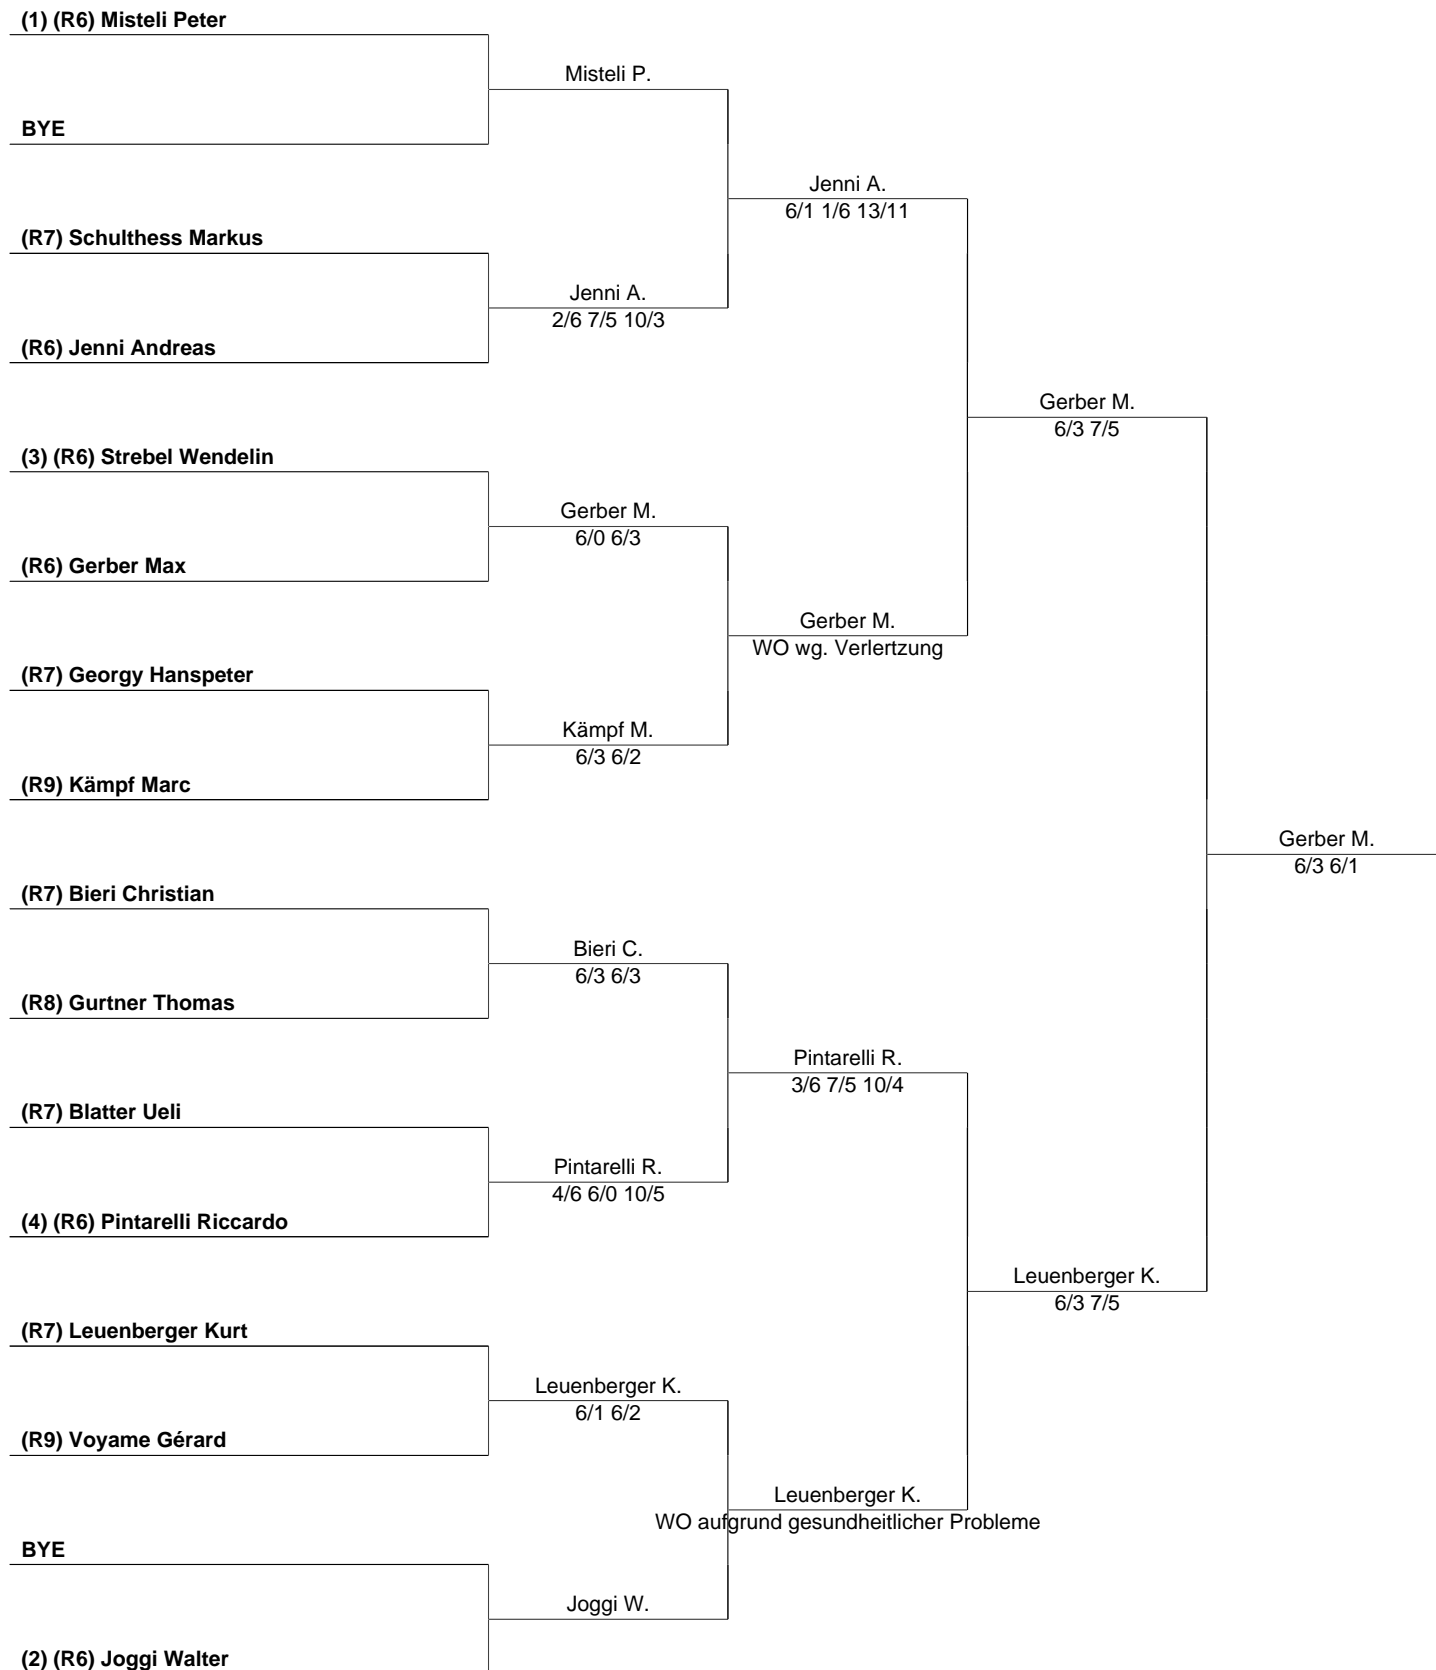 (1) (R6) Misteli Peter
Misteli P.
BYE
Jenni A.
6/1 1/6 13/11
(R7) Schulthess Markus
Jenni A.
2/6 7/5 10/3
(R6) Jenni Andreas
Gerber M.
6/3 7/5
(3) (R6) Strebel Wendelin
Gerber M.
6/0 6/3
(R6) Gerber Max
Gerber M.
WO wg. Verlertzung
(R7) Georgy Hanspeter
Kämpf M.
6/3 6/2
(R9) Kämpf Marc
Gerber M.
6/3 6/1
(R7) Bieri Christian
Bieri C.
6/3 6/3
(R8) Gurtner Thomas
Pintarelli R.
3/6 7/5 10/4
(R7) Blatter Ueli
Pintarelli R.
4/6 6/0 10/5
(4) (R6) Pintarelli Riccardo
Leuenberger K.
6/3 7/5
(R7) Leuenberger Kurt
Leuenberger K.
6/1 6/2
(R9) Voyame Gérard
Leuenberger K.
WO aufgrund gesundheitlicher Probleme
BYE
Joggi W.
(2) (R6) Joggi Walter